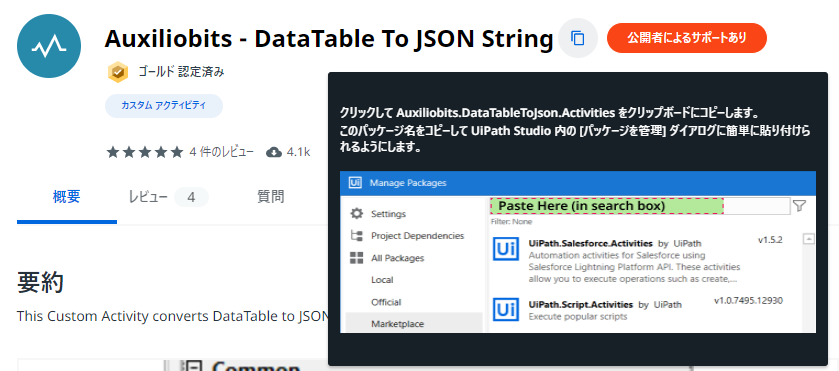 Auxiliobits - DataTable To JSON String
公開者によるサポートあり
ゴールド 認定済み
カスタム アクティビティ
4 件のレビュー
4.1k
概要
レビュー
4
質問
要約
This Custom Activity converts DataTable to JSON
クリックして Auxiliobits.DataTableToJson.Activities をクリップボードにコピーします。
このパッケージ名をコピーして UiPath Studio 内の [パッケージを管理] ダイアログに簡単に貼り付けら
れるようにします。
Ui Manage Packages
Settings
Project Dependencies
All Packages
Local
Official
Marketplace
Paste Here (in search box)
Filter: None
Ui
UiPath.Salesforce.Activities by UiPath
v1.5.2
Automation activities for Salesforce using
Salesforce Lightning Platform API. These activities
allow you to execute operations such as create,...
Ui
UiPath.Script.Activities by UiPath
v1.0.7495.12930
Execute popular scripts
Common